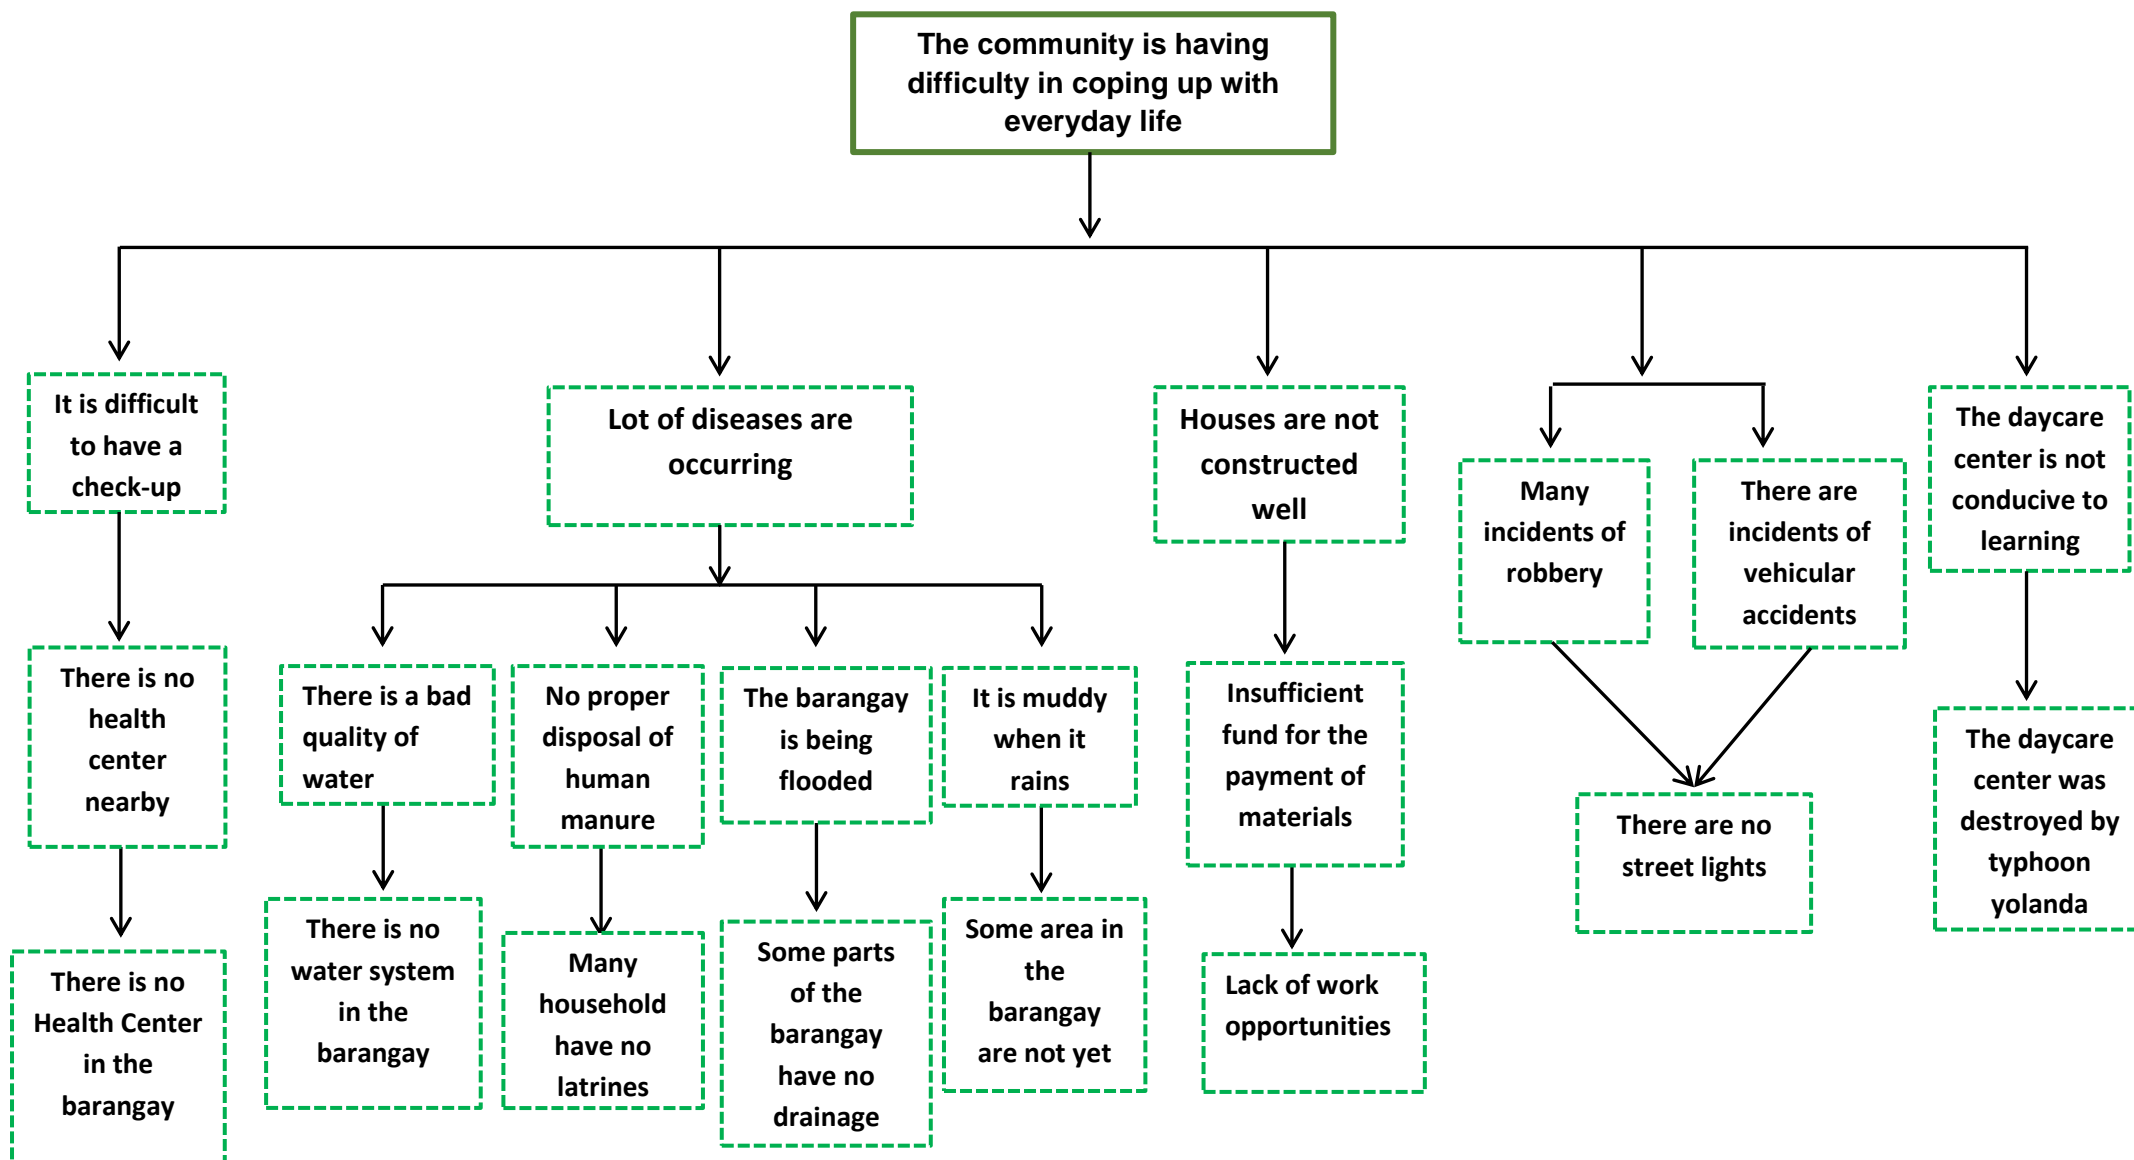 The community is having
difficulty in coping up with
everyday life
It is difficult
to have a
check-up
Lot of diseases are
occurring
Houses are not
constructed
well
Many
incidents of
robbery
There are
incidents of
vehicular
accidents
The daycare
center is not
conducive to
learning
There is no
health
center
nearby
There is a bad
quality of
water
No proper
disposal of
human
manure
The barangay
is being
flooded
It is muddy
when it
rains
Insufficient
fund for the
payment of
materials
There are no
street lights
The daycare
center was
destroyed by
typhoon
yolanda
There is no
Health Center
in the
barangay
There is no
water system
in the
barangay
Many
household
have no
latrines
Some parts
of the
barangay
have no
drainage
Some area in
the
barangay
are not yet
Lack of work
opportunities